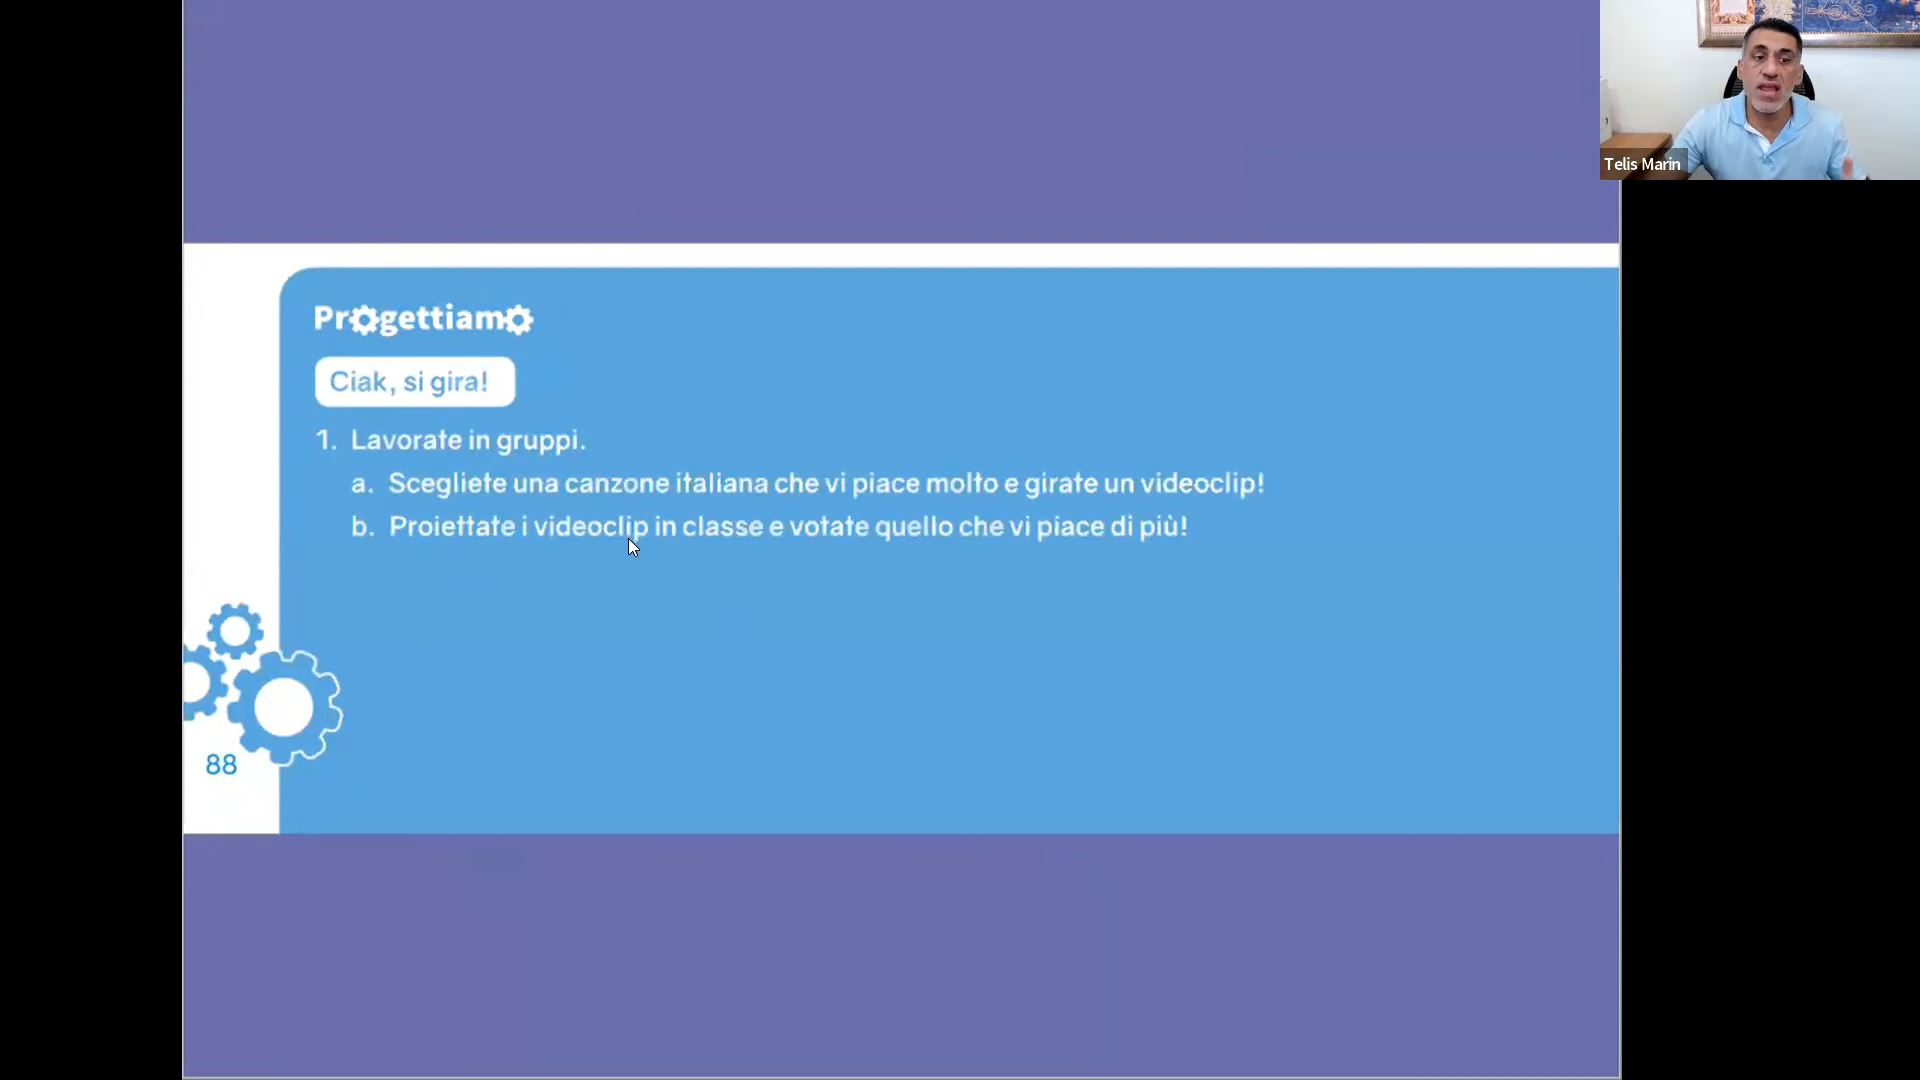 Progettiamo
Ciak, si gira!
1. Lavorate in gruppi.
a. Scegliete una canzone italiana che vi piace molto e girate un videoclip!
b. Proiettate i videoclip in classe e votate quello che vi piace di più!
88
Telis Marin